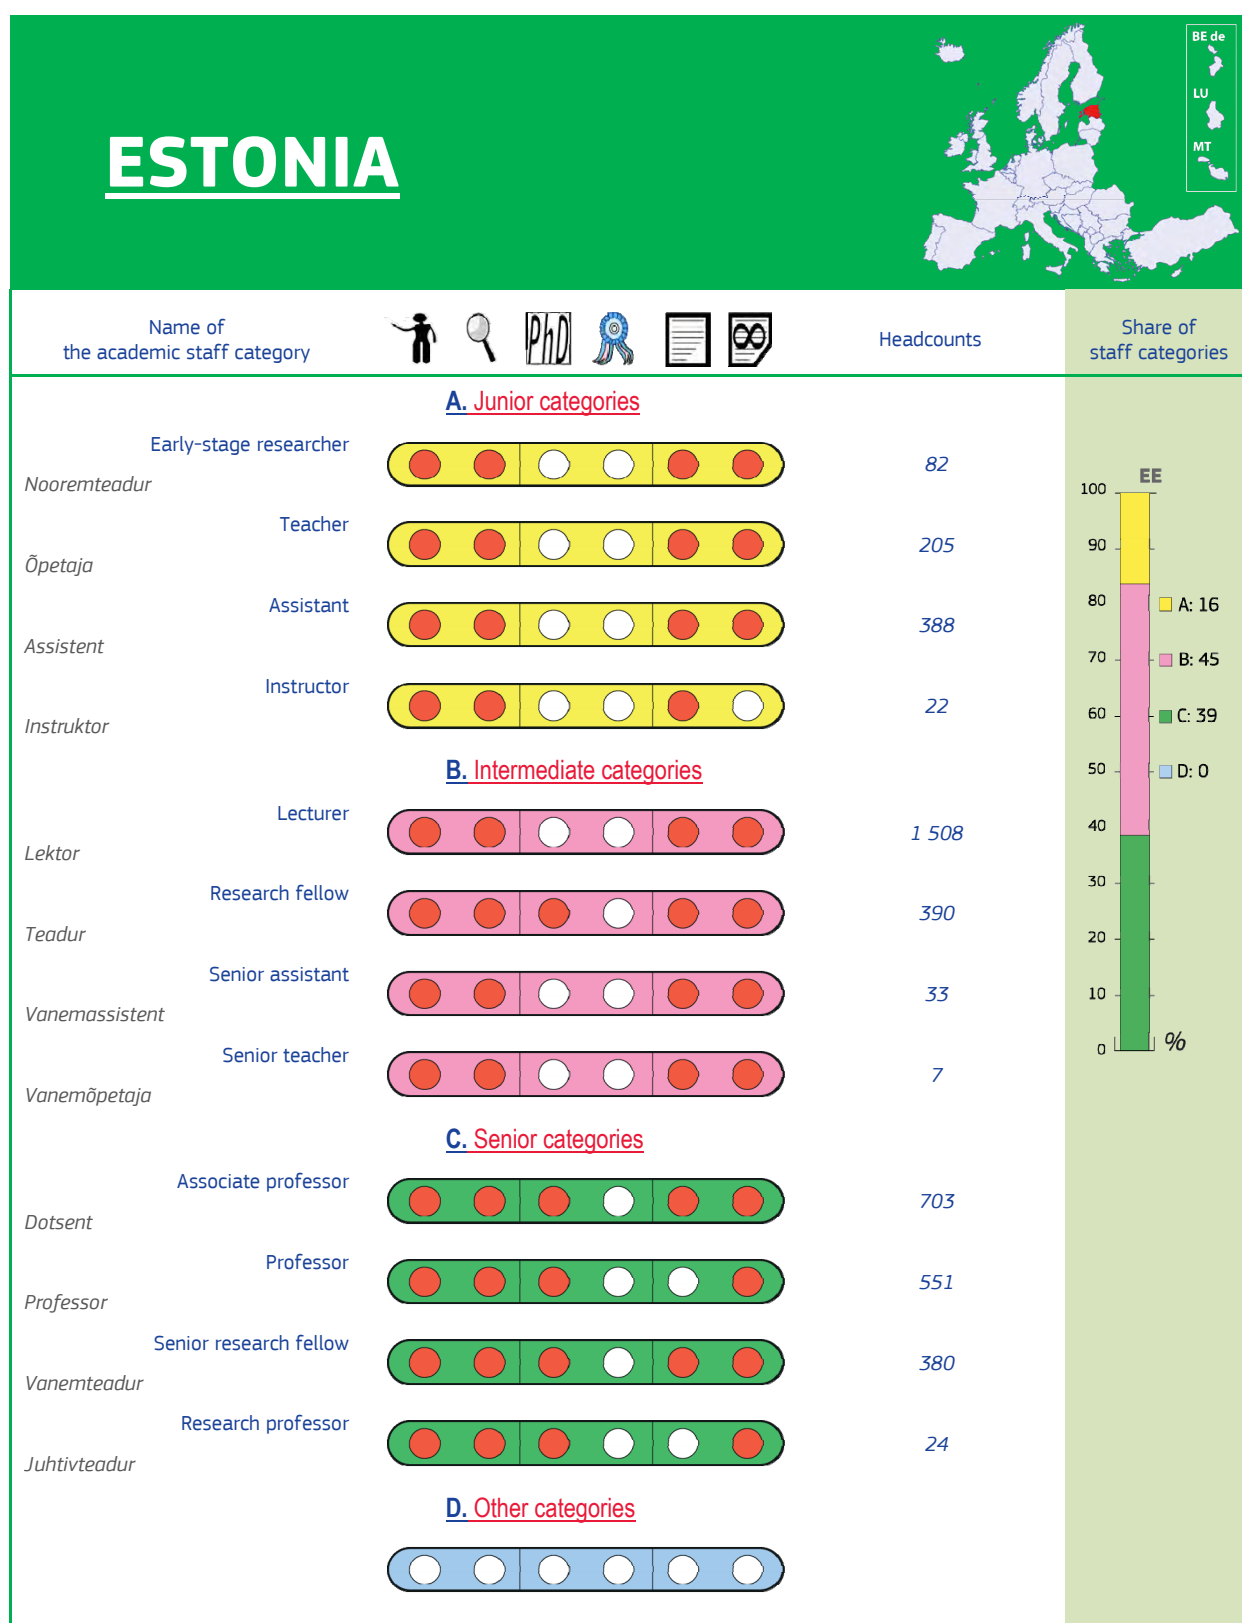 ESTONIA
BE de
LU
MT
Name of
the academic staff category
PhD
∞
Headcounts
Share of
staff categories
A. Junior categories
Early-stage researcher
Nooremteadur
82
Teacher
Õpetaja
205
Assistant
Assistent
388
Instructor
Instruktor
22
B. Intermediate categories
Lecturer
Lektor
1 508
Research fellow
Teadur
390
Senior assistant
Vanemassistent
33
Senior teacher
Vanemõpetaja
7
C. Senior categories
Associate professor
Dotsent
703
Professor
Professor
551
Senior research fellow
Vanemteadur
380
Research professor
Juhtivteadur
24
D. Other categories
EE
100
90
80
70
60
50
40
30
20
10
0
%
A: 16
B: 45
C: 39
D: 0